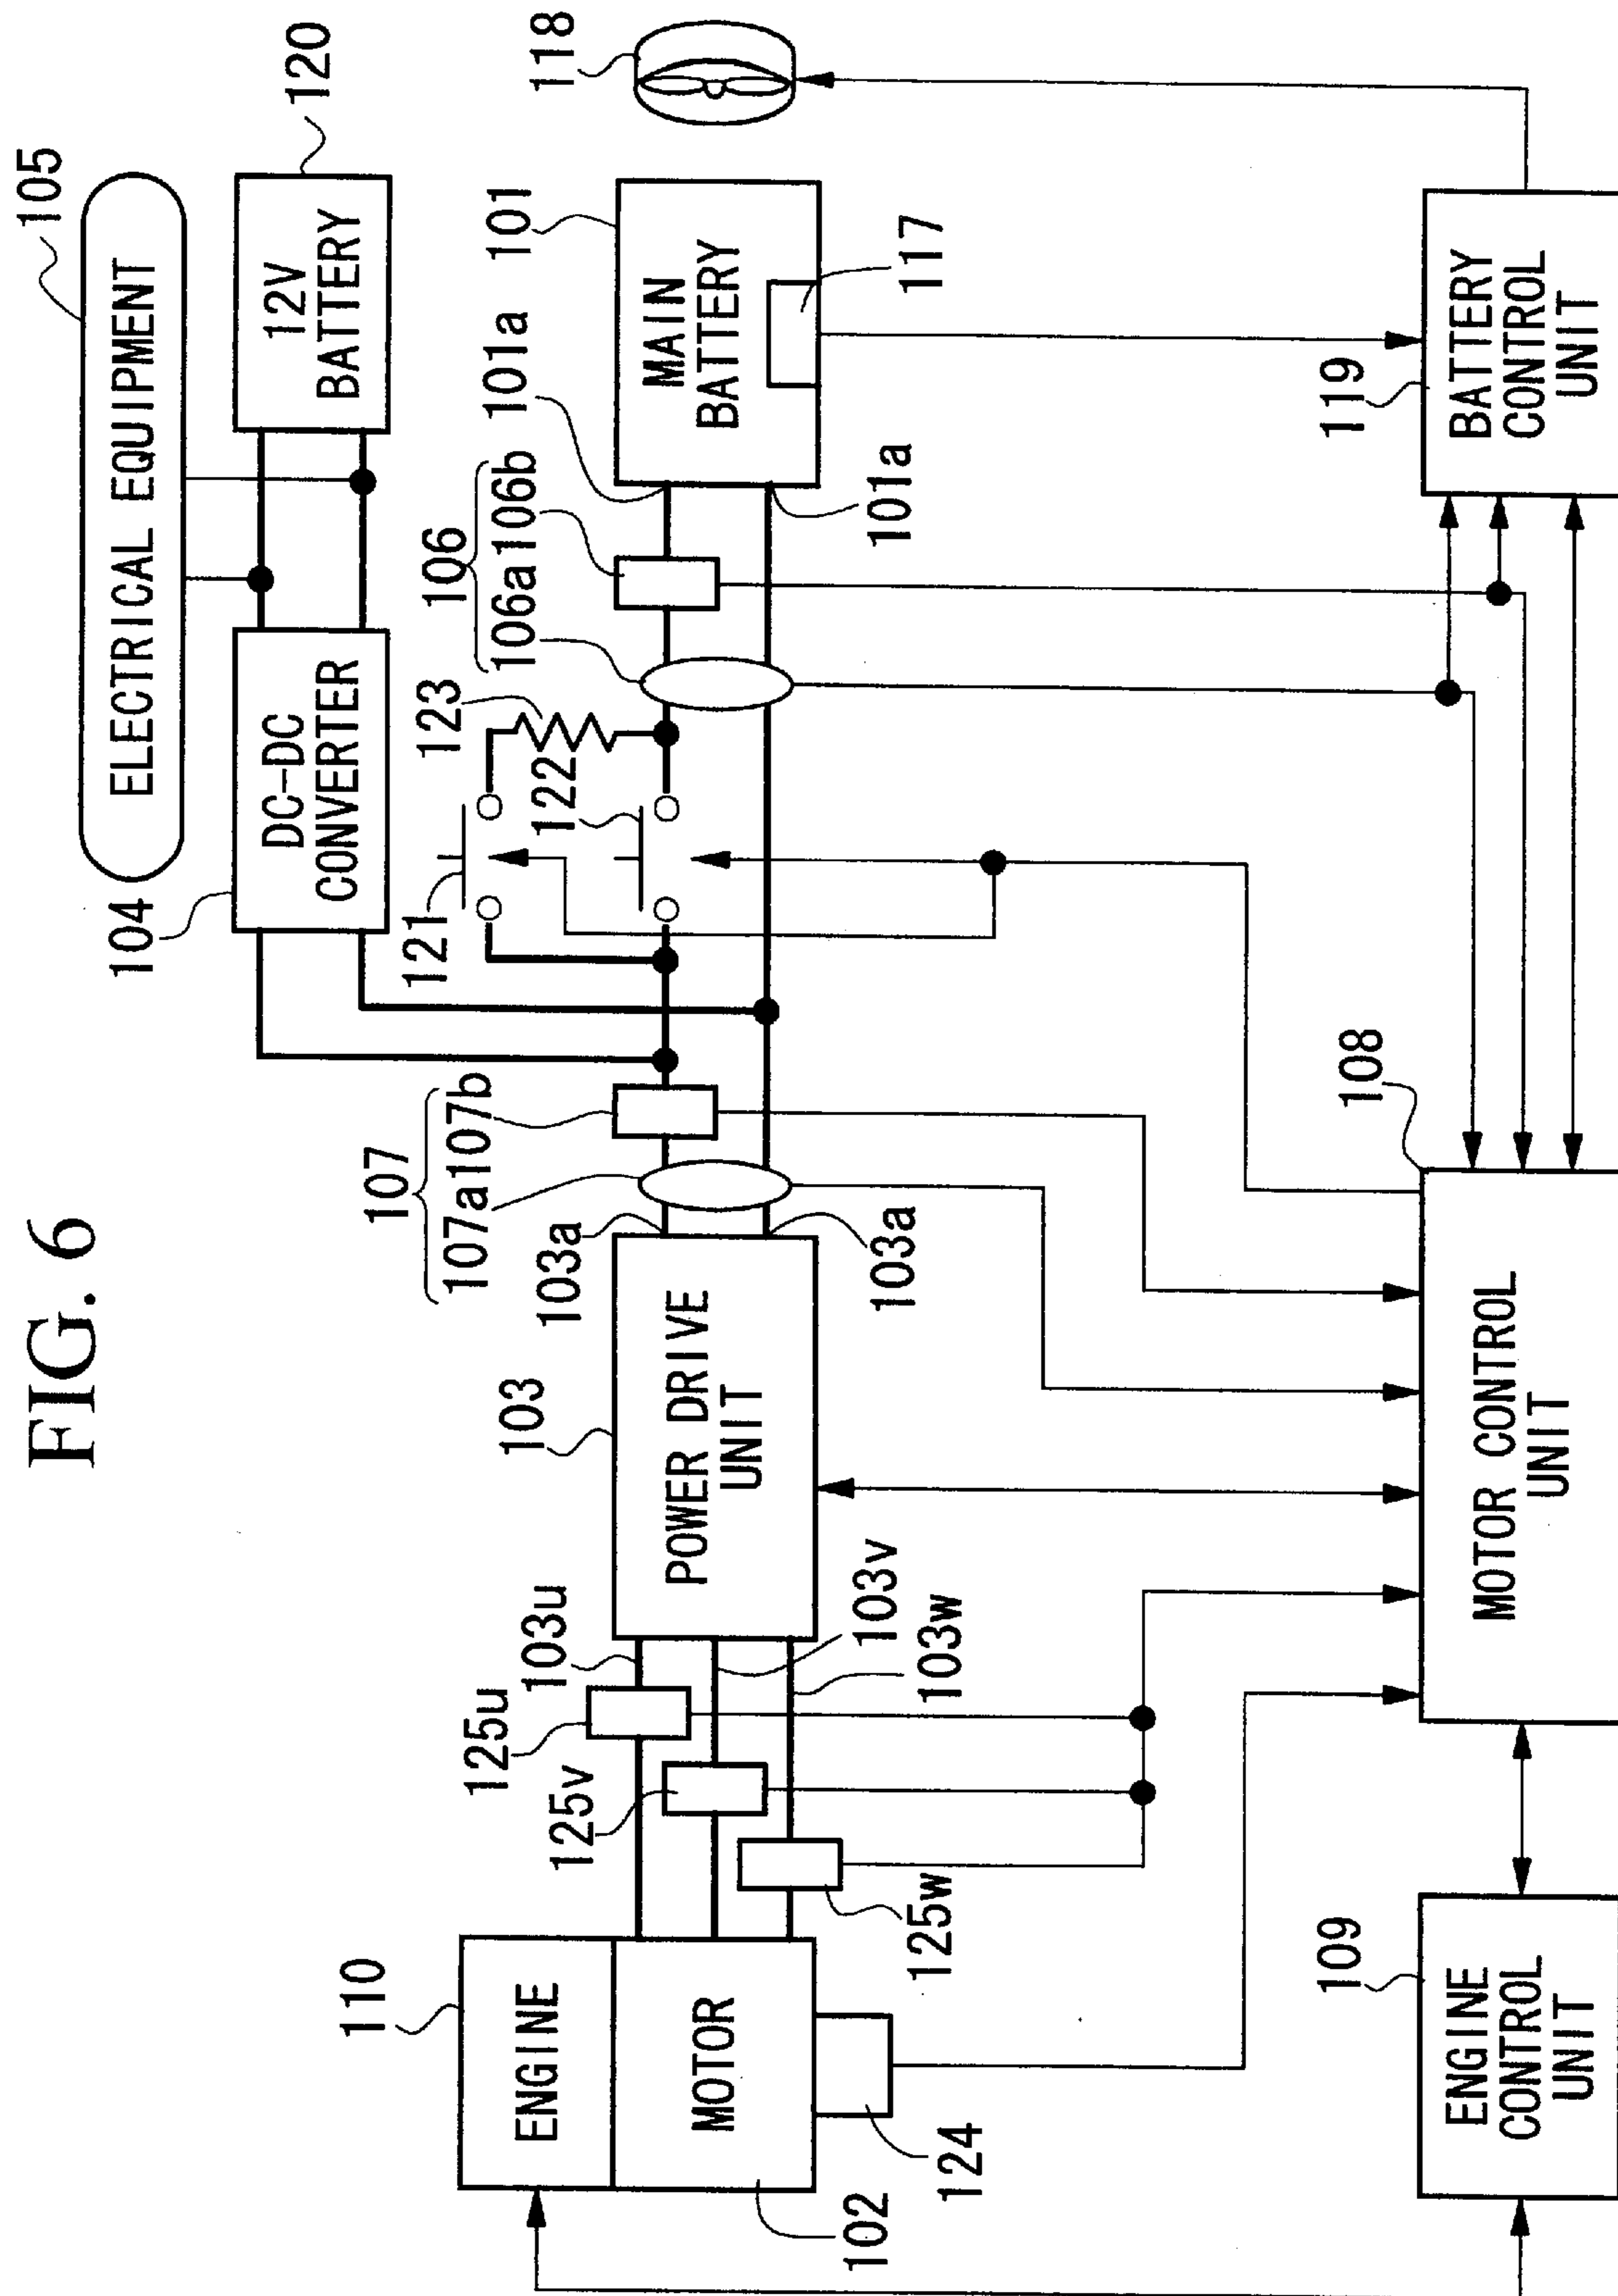 FIG. 6
105
ELECTRICAL EQUIPMENT
104
DC-DC
CONVERTER
120
12V
BATTERY
110
ENGINE
MOTOR
102
124
125u
125v
125w
103u
103v
103w
103
POWER DRIVE
UNIT
103a
103a
107
107a 107b
121
122
123
106
106a 106b
101a
101a
101
MAIN
BATTERY
117
118
109
ENGINE
CONTROL
UNIT
108
MOTOR CONTROL
UNIT
119
BATTERY
CONTROL
UNIT